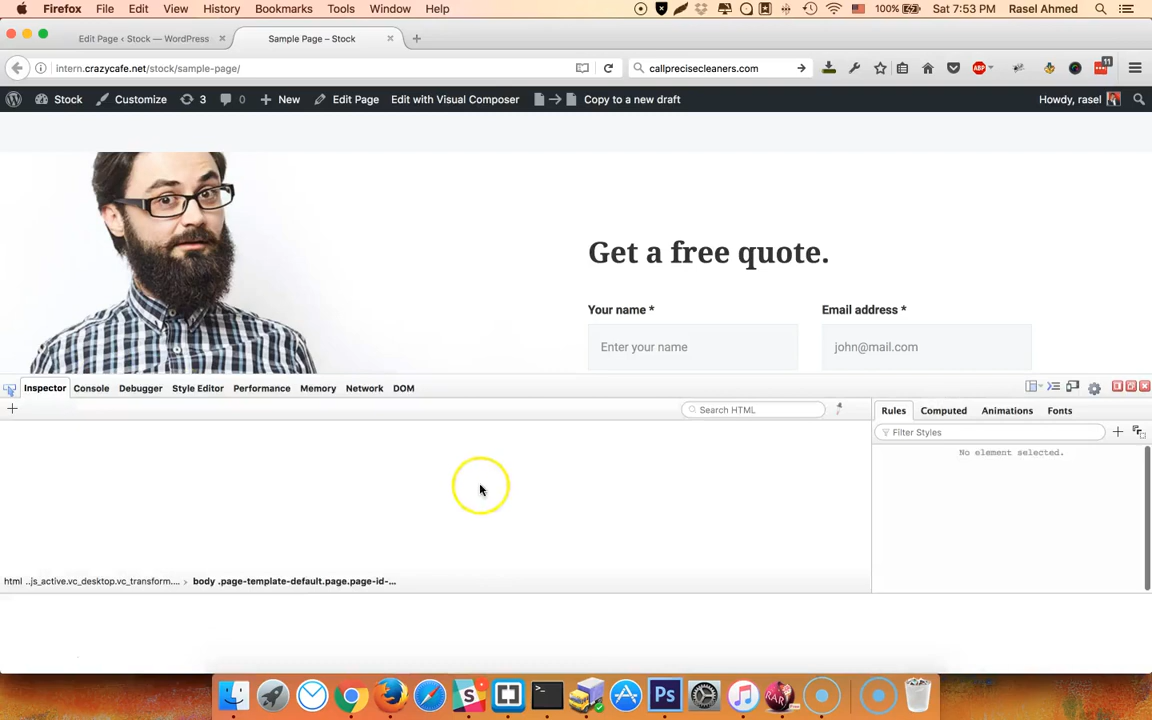 Firefox File Edit View History Bookmarks Tools Window Help 100% Sat 7:53 PM Rasel Ahmed
Edit Page ‹ Stock — WordPress
Sample Page – Stock
intern.crazycafe.net/stock/sample-page/
callprecisecleaners.com
ABP
11
Stock Customize 3 0 New Edit Page Edit with Visual Composer Copy to a new draft Howdy, rasel
Get a free quote.
Your name * Email address *
Enter your name john@mail.com
Inspector Console Debugger Style Editor Performance Memory Network DOM
Search HTML
Rules Computed Animations Fonts
Filter Styles
No element selected.
html ..js_active.vc_desktop.vc_transform.... › body .page-template-default.page.page-id-...
Ps
RAR